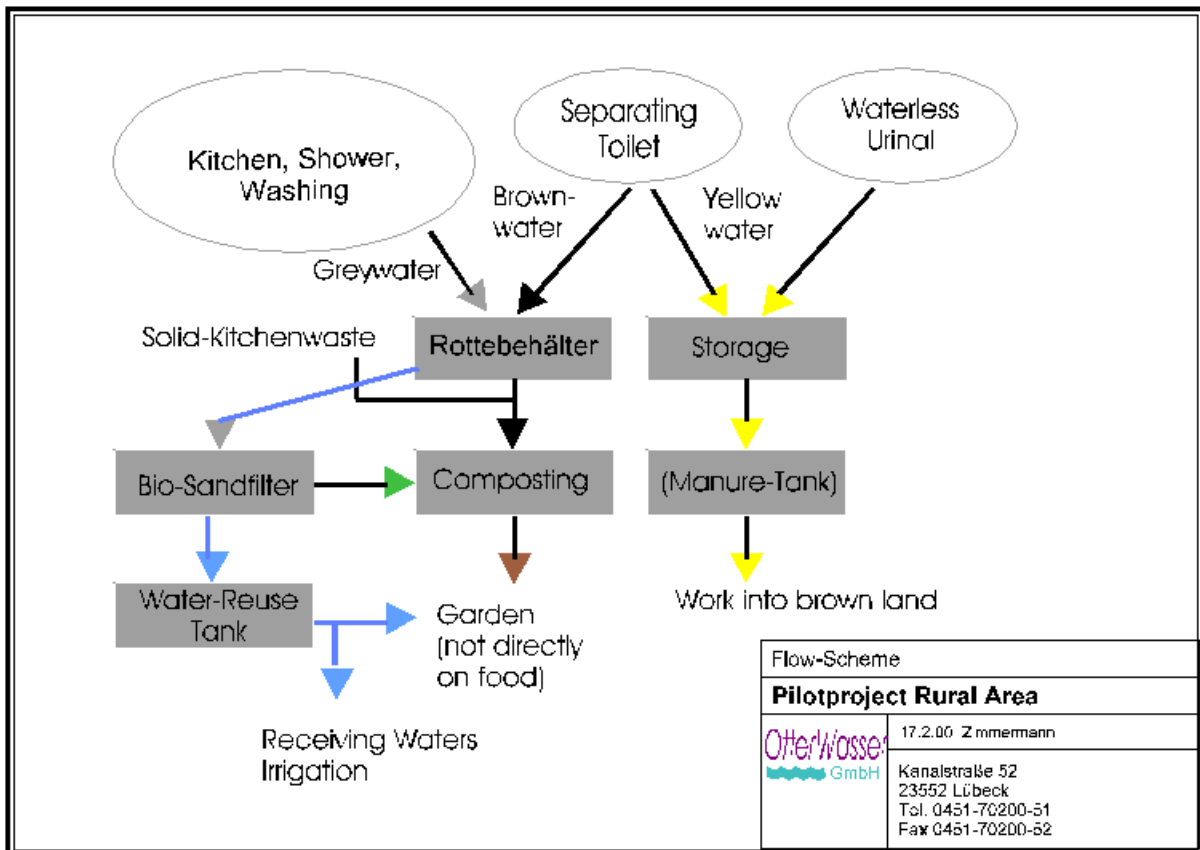 Kitchen, Shower,
Washing
Separating
Toilet
Waterless
Urinal
Brown-
water
Yellow
water
Greywater
Solid-Kitchenwaste
Rottebehälter
Storage
Bio-Sandfilter
Composting
(Manure-Tank)
Water-Reuse
Tank
Garden
(not directly
on food)
Work into brown land
Receiving Waters
Irrigation
Flow-Scheme
Pilotproject Rural Area
OtterWasser
GmbH
17.2.00 Zimmermann
Kanalstraße 52
23552 Lübeck
Tel. 0451-70200-51
Fax 0451-70200-52